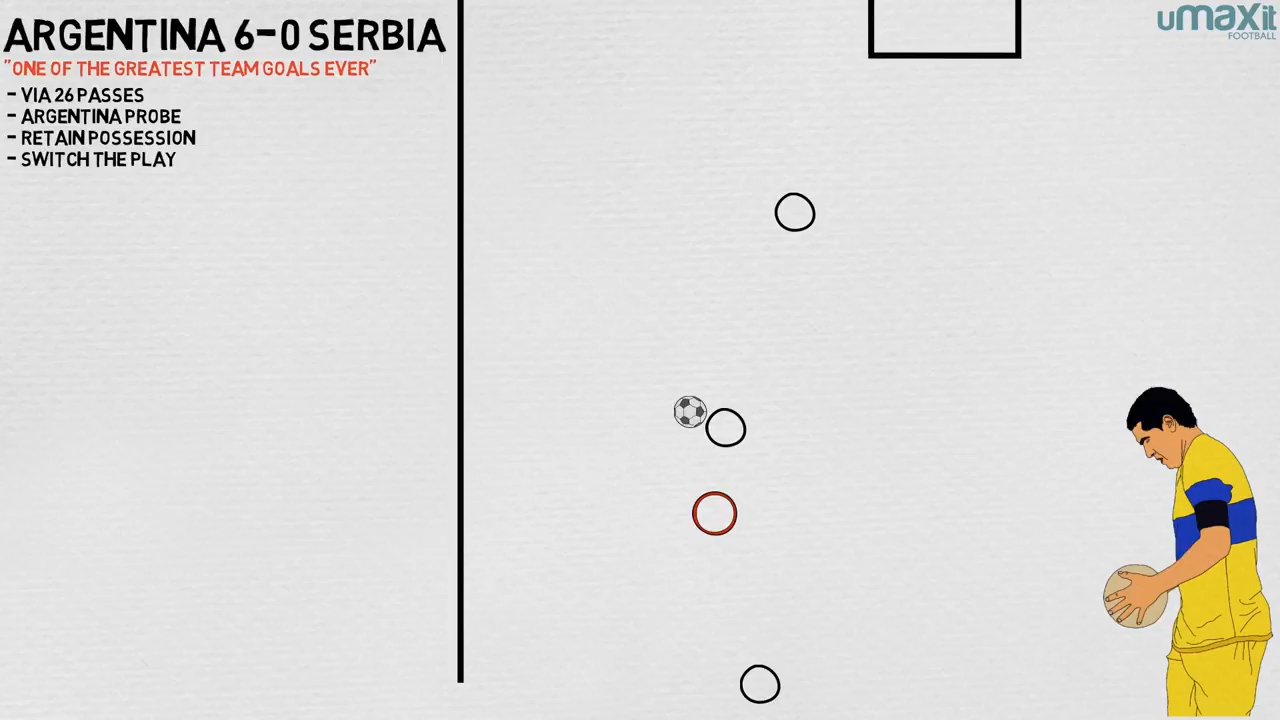 ARGENTINA 6-0 SERBIA
"ONE OF THE GREATEST TEAM GOALS EVER"
- VIA 26 PASSES
- ARGENTINA PROBE
- RETAIN POSSESSION
- SWITCH THE PLAY
umaxit
FOOTBALL